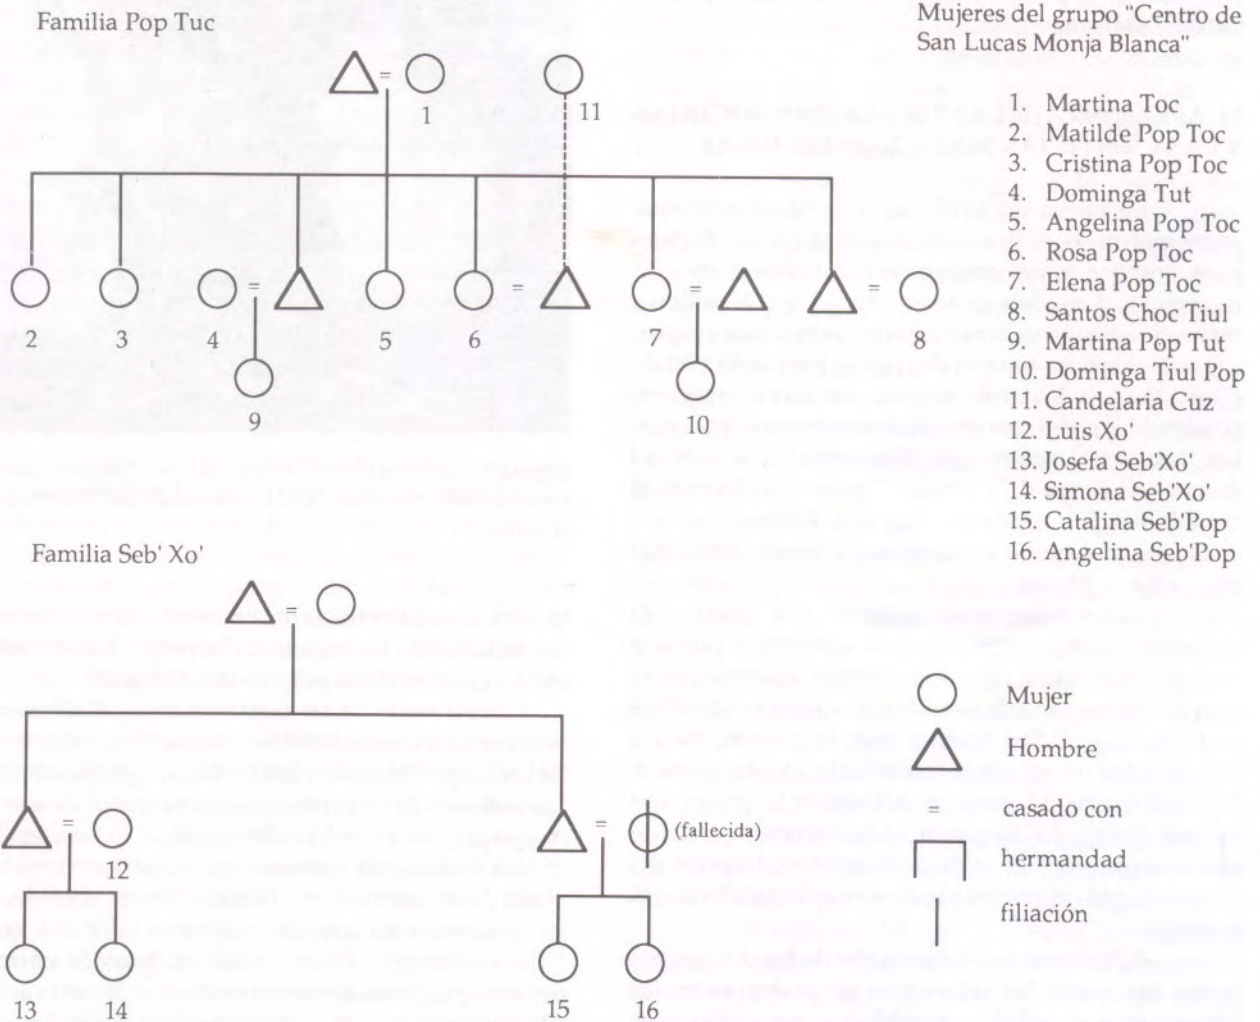 Familia Pop Tuc
=
1
11
2
3
4
=
5
6
=
7
=
=
8
9
10
Mujeres del grupo "Centro de
San Lucas Monja Blanca"
1. Martina Toc
2. Matilde Pop Toc
3. Cristina Pop Toc
4. Dominga Tut
5. Angelina Pop Toc
6. Rosa Pop Toc
7. Elena Pop Toc
8. Santos Choc Tiul
9. Martina Pop Tut
10. Dominga Tiul Pop
11. Candelaria Cuz
12. Luis Xo'
13. Josefa Seb'Xo'
14. Simona Seb'Xo'
15. Catalina Seb'Pop
16. Angelina Seb'Pop
Familia Seb' Xo'
=
=
12
=
(fallecida)
13
14
15
16
Mujer
Hombre
= casado con
hermandad
filiación